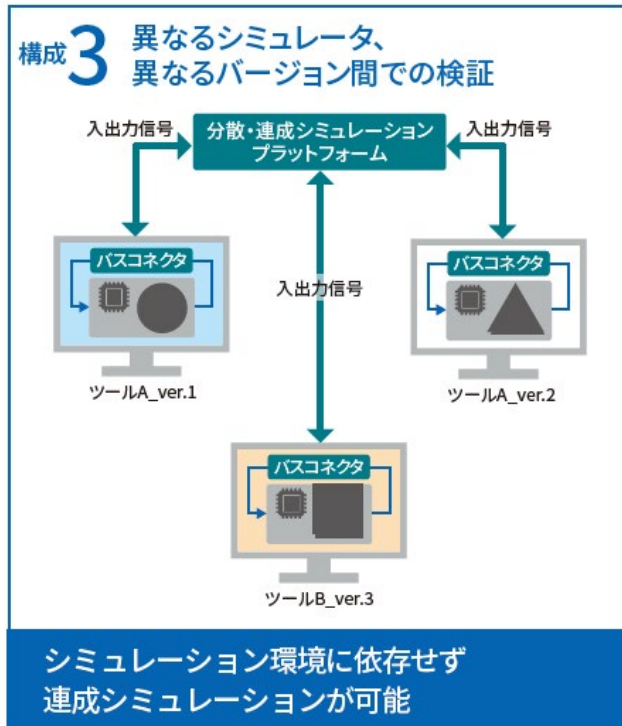 構成3 異なるシミュレータ、
異なるバージョン間での検証
入出力信号
分散・連成シミュレーション
プラットフォーム
入出力信号
バスコネクタ
ツールA_ver.1
入出力信号
バスコネクタ
ツールA_ver.2
バスコネクタ
ツールB_ver.3
シミュレーション環境に依存せず
連成シミュレーションが可能